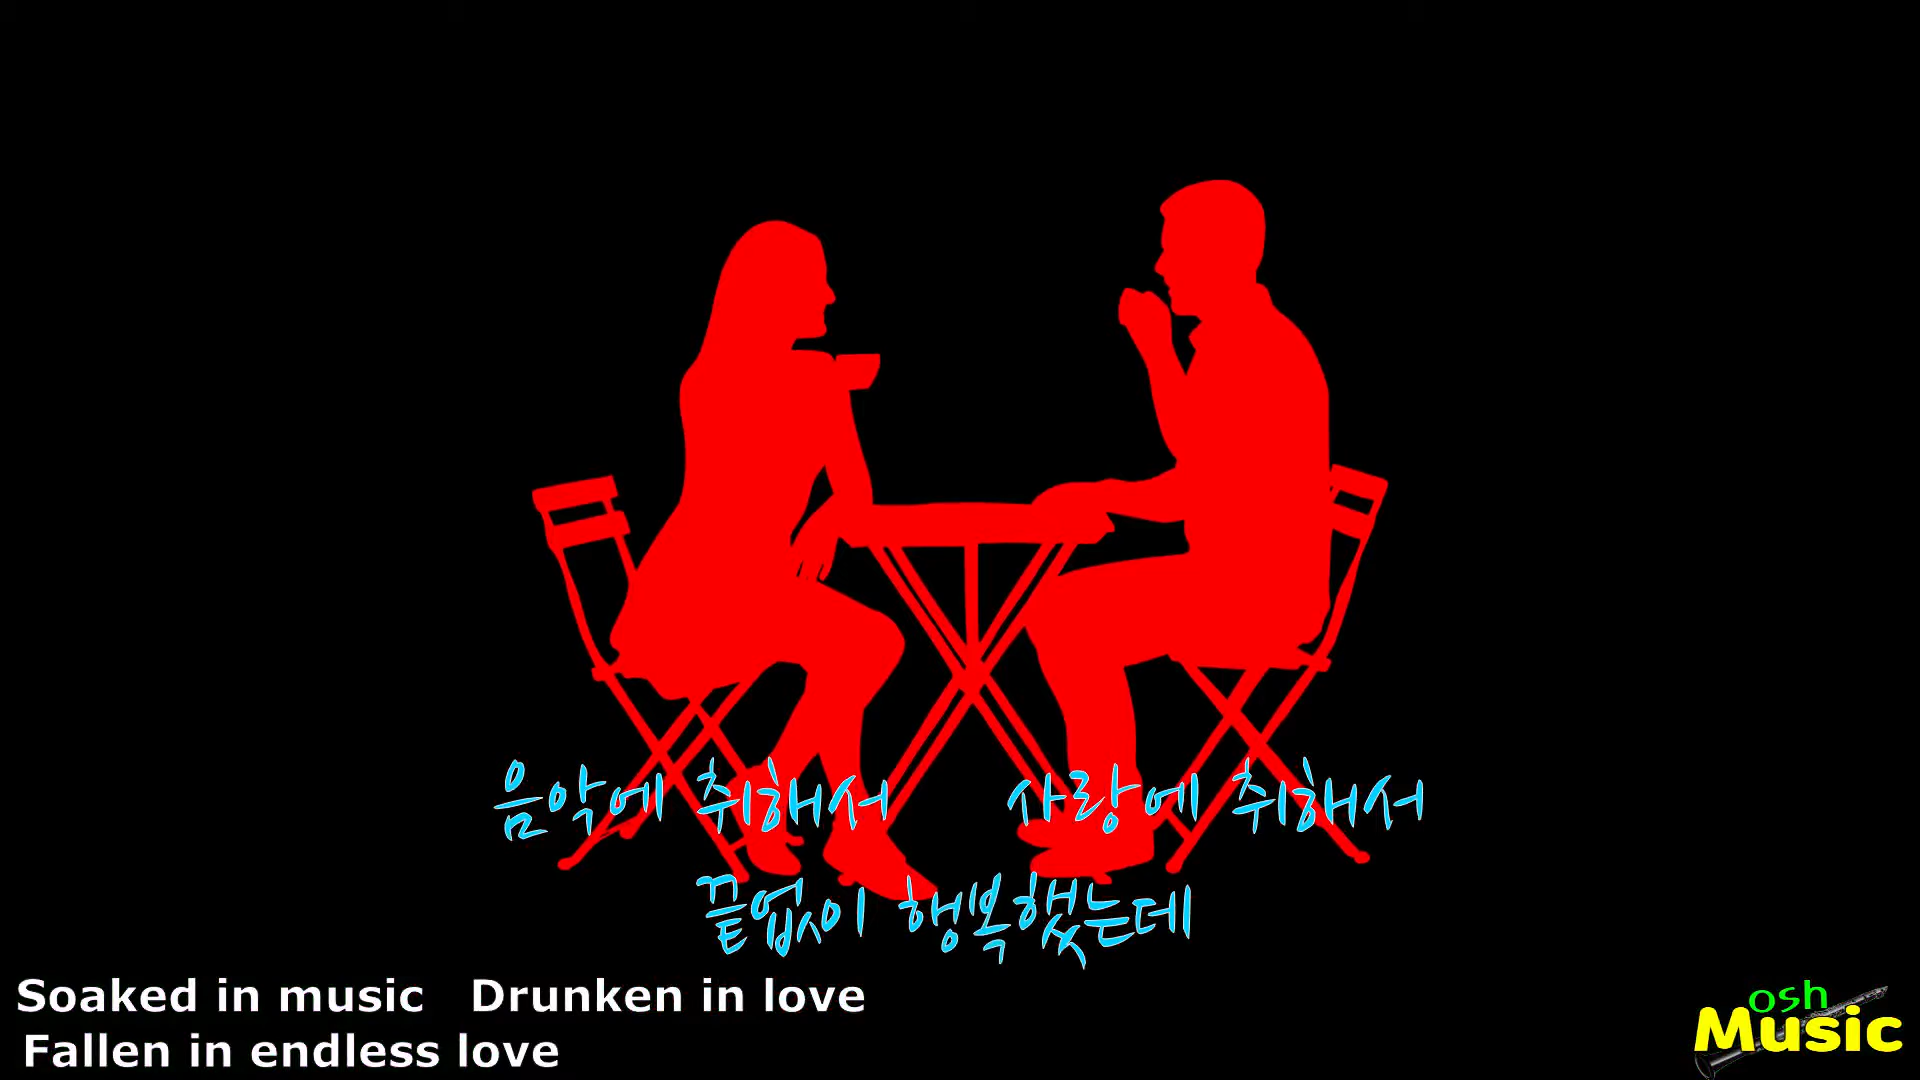 음악에 취해서 사랑에 취해서
끝없이 행복했는데
Soaked in music Drunken in love
Fallen in endless love
osh
Music